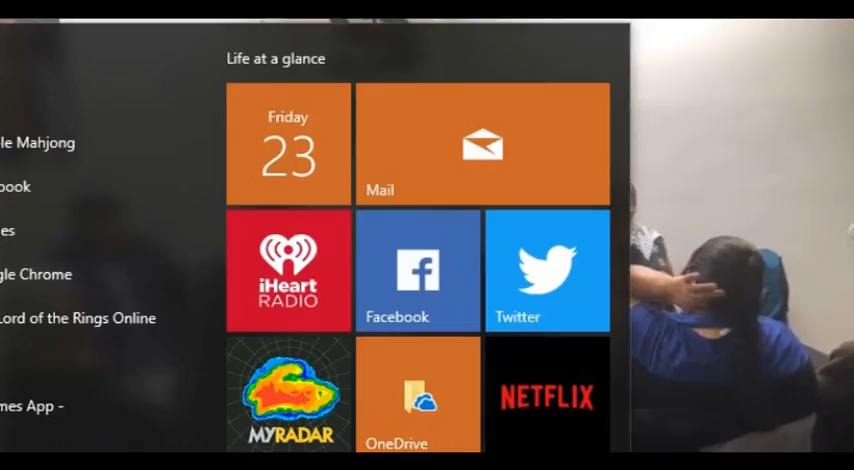 Life at a glance
le Mahjong
book
es
gle Chrome
Lord of the Rings Online
mes App -
Friday
23
Mail
iHeart
RADIO
Facebook
Twitter
MYRADAR
OneDrive
NETFLIX